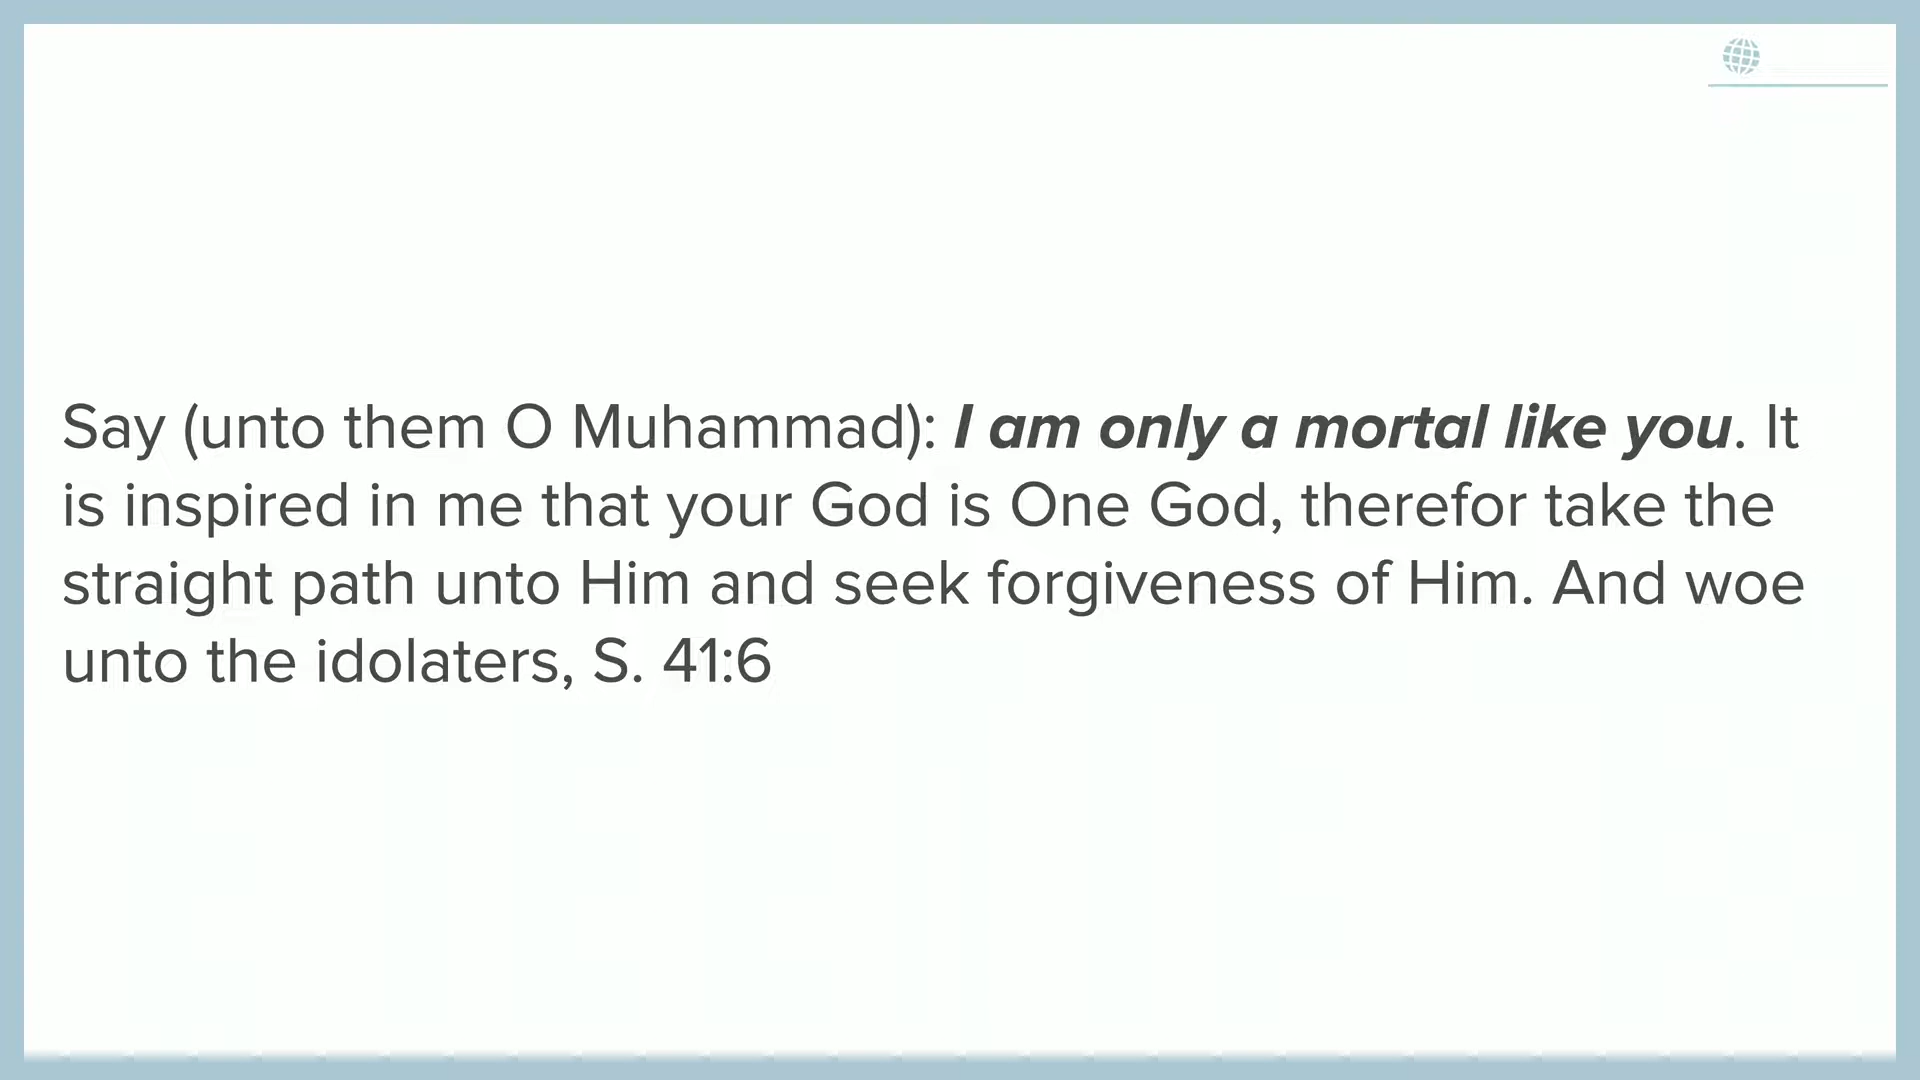 Say (unto them O Muhammad): I am only a mortal like you. It
is inspired in me that your God is One God, therefor take the
straight path unto Him and seek forgiveness of Him. And woe
unto the idolaters, S. 41:6